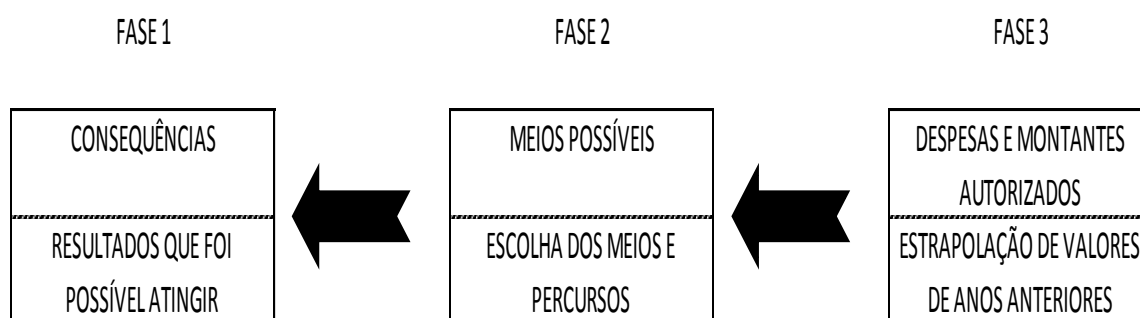 FASE 1
FASE 2
FASE 3
CONSEQUÊNCIAS
RESULTADOS QUE FOI
POSSÍVEL ATINGIR
MEIOS POSSÍVEIS
ESCOLHA DOS MEIOS E
PERCURSOS
DESPESAS E MONTANTES
AUTORIZADOS
ESTRAPOLAÇÃO DE VALORES
DE ANOS ANTERIORES